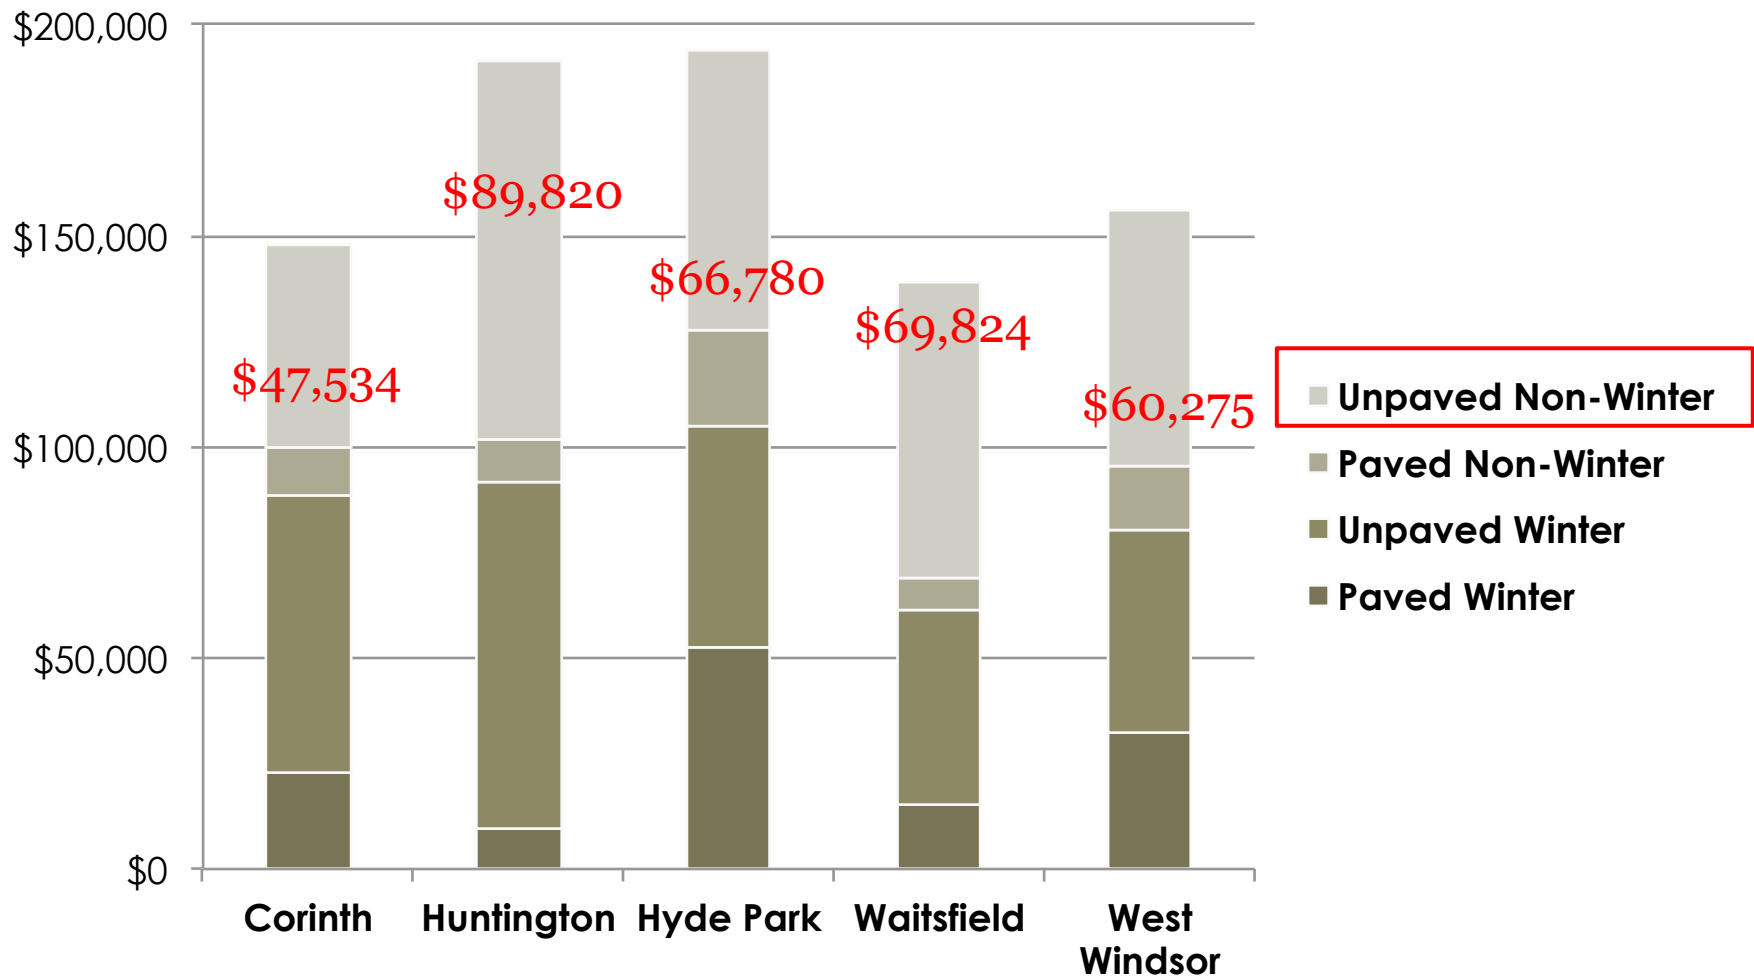 $200,000
$150,000
$100,000
$50,000
$0
$47,534
$89,820
$66,780
$69,824
$60,275
Corinth
Huntington
Hyde Park
Waitsfield
West
Windsor
Unpaved Non-Winter
Paved Non-Winter
Unpaved Winter
Paved Winter